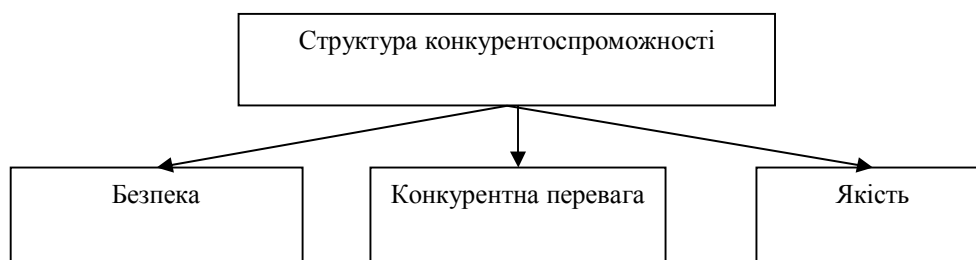 Структура конкурентоспроможності
Безпека
Конкурентна перевага
Якість